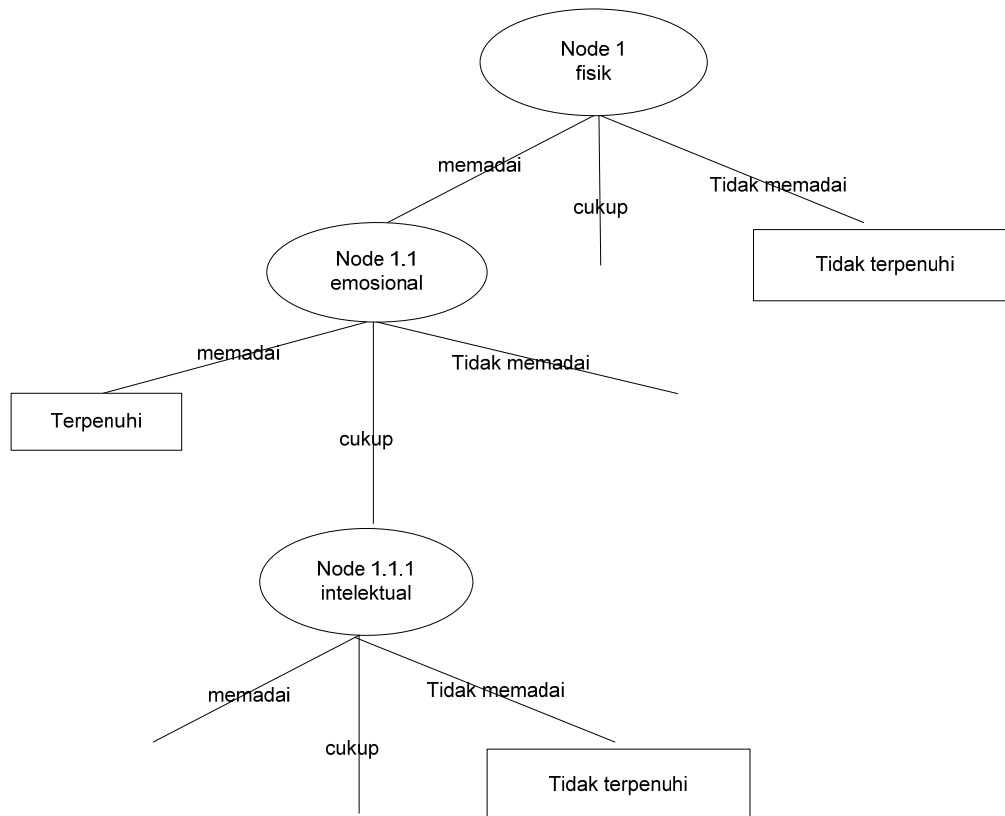 Node 1
fisik
memadai
cukup
Tidak memadai
Node 1.1
emosional
Tidak terpenuhi
memadai
Tidak memadai
Terpenuhi
cukup
Node 1.1.1
intelektual
memadai
Tidak memadai
cukup
Tidak terpenuhi